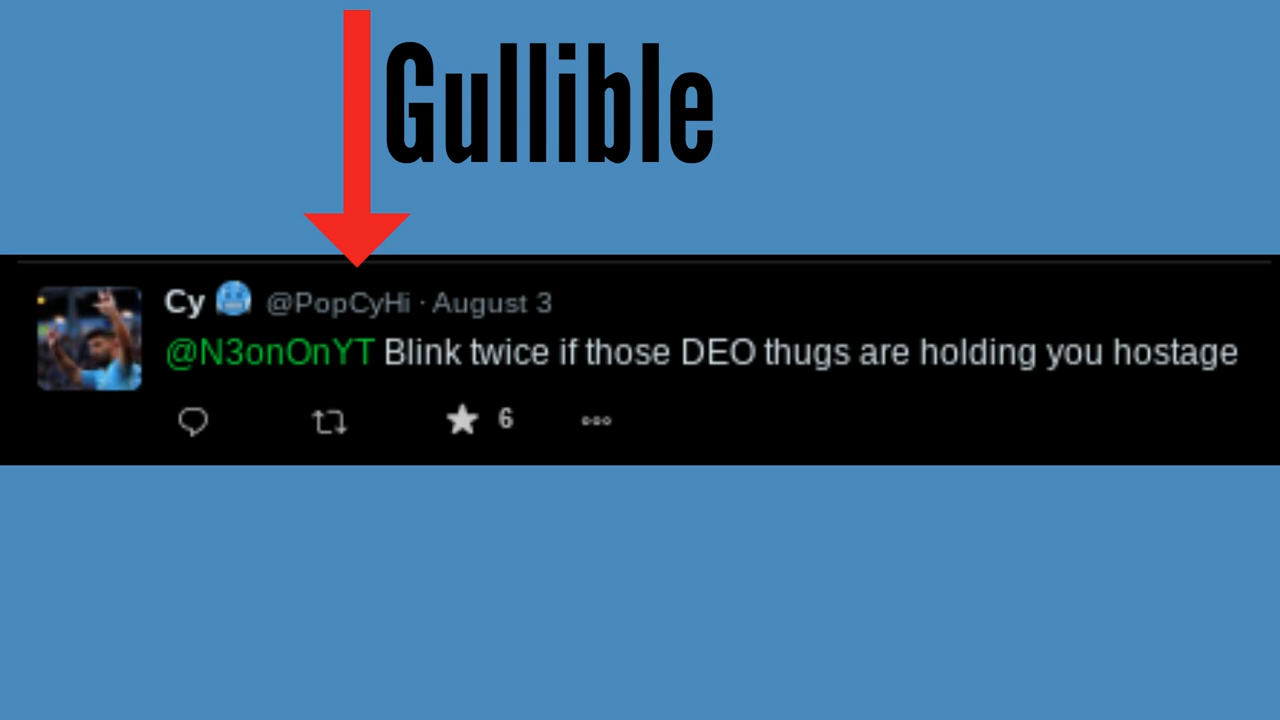 Gullible
Cy 🥶 @PopCyHi · August 3
@N3onOnYT Blink twice if those DEO thugs are holding you hostage
6